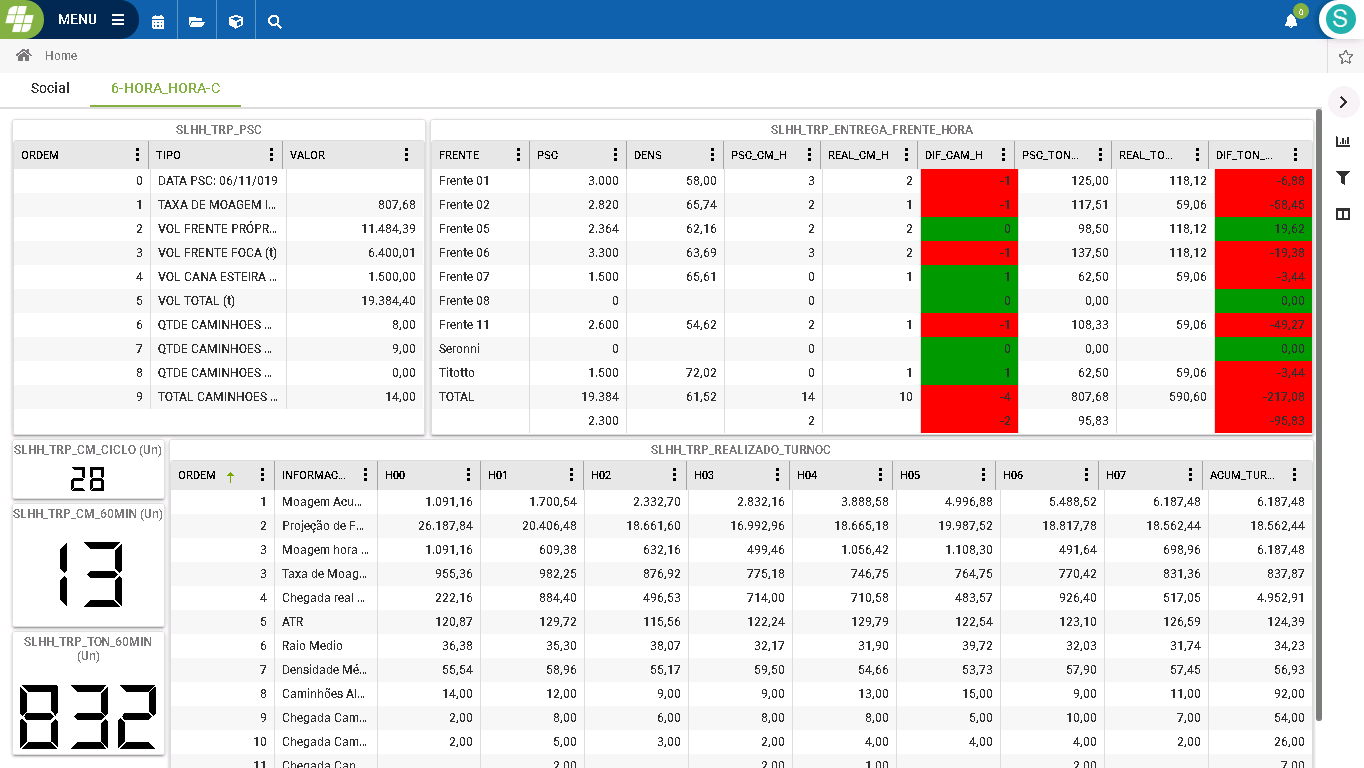 MENU
0
S
Home
Social 6-HORA_HORA-C
SLHH_TRP_PSC
ORDEM TIPO VALOR
0 DATA PSC: 06/11/019
1 TAXA DE MOAGEM I... 807,68
2 VOL FRENTE PRÓPR... 11.484,39
3 VOL FRENTE FOCA (t) 6.400,01
4 VOL CANA ESTEIRA ... 1.500,00
5 VOL TOTAL (t) 19.384,40
6 QTDE CAMINHOES ... 8,00
7 QTDE CAMINHOES ... 9,00
8 QTDE CAMINHOES ... 0,00
9 TOTAL CAMINHOES ... 14,00
SLHH_TRP_ENTREGA_FRENTE_HORA
FRENTE PSC DENS PSC_CM_H REAL_CM_H DIF_CAM_H PSC_TON... REAL_TO... DIF_TON_...
Frente 01 3.000 58,00 3 2 -1 125,00 118,12 -6,88
Frente 02 2.820 65,74 2 1 -1 117,51 59,06 -58,45
Frente 05 2.364 62,16 2 2 0 98,50 118,12 19,62
Frente 06 3.300 63,69 3 2 -1 137,50 118,12 -19,38
Frente 07 1.500 65,61 0 1 1 62,50 59,06 -3,44
Frente 08 0 0 0 0,00 0,00
Frente 11 2.600 54,62 2 1 -1 108,33 59,06 -49,27
Seronni 0 0 0 0,00 0,00
Titotto 1.500 72,02 0 1 1 62,50 59,06 -3,44
TOTAL 19.384 61,52 14 10 -4 807,68 590,60 -217,08
2.300 2 2 95,83 -95,83
SLHH_TRP_CM_CICLO (Un)
28
SLHH_TRP_CM_60MIN (Un)
13
SLHH_TRP_TON_60MIN
(Un)
832
SLHH_TRP_REALIZADO_TURNOC
ORDEM INFORMAC... H00 H01 H02 H03 H04 H05 H06 H07 ACUM_TUR...
1 Moagem Acu... 1.091,16 1.700,54 2.332,70 2.832,16 3.888,58 4.996,88 5.488,52 6.187,48 6.187,48
2 Projeção de F... 26.187,84 20.406,48 18.661,60 16.992,96 18.665,18 19.987,52 18.817,78 18.562,44 18.562,44
3 Moagem hora ... 1.091,16 609,38 632,16 499,46 1.056,42 1.108,30 491,64 698,96 6.187,48
3 Taxa de Moag... 955,36 982,25 876,92 775,18 746,75 764,75 770,42 831,36 837,87
4 Chegada real ... 222,16 884,40 496,53 714,00 710,58 483,57 926,40 517,05 4.952,91
5 ATR 120,87 129,72 115,56 122,24 129,79 122,54 123,10 126,59 124,39
6 Raio Medio 36,38 35,30 38,07 32,17 31,90 39,72 32,03 31,74 34,23
7 Densidade Mé... 55,54 58,96 55,17 59,50 54,66 53,73 57,90 57,45 56,93
8 Caminhões Al... 14,00 12,00 9,00 9,00 13,00 15,00 9,00 11,00 92,00
9 Chegada Cam... 2,00 8,00 6,00 8,00 8,00 5,00 10,00 7,00 54,00
10 Chegada Cam... 2,00 5,00 3,00 2,00 4,00 4,00 4,00 2,00 26,00
11 Chegada Can... 2,00 2,00 1,00 2,00 7,00